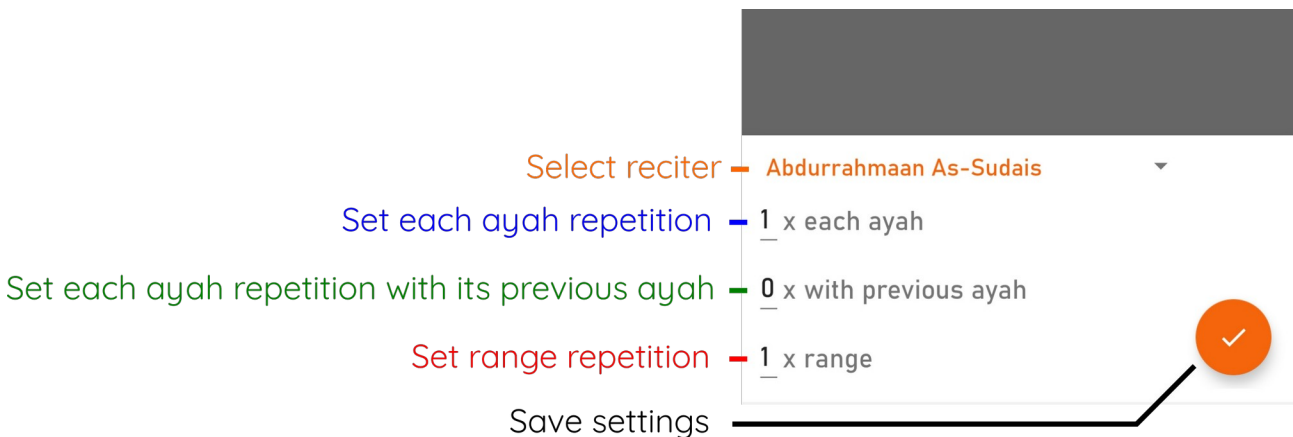 Select reciter
Abdurrahmaan As-Sudais
Set each ayah repetition
1 x each ayah
Set each ayah repetition with its previous ayah
0 x with previous ayah
Set range repetition
1 x range
Save settings